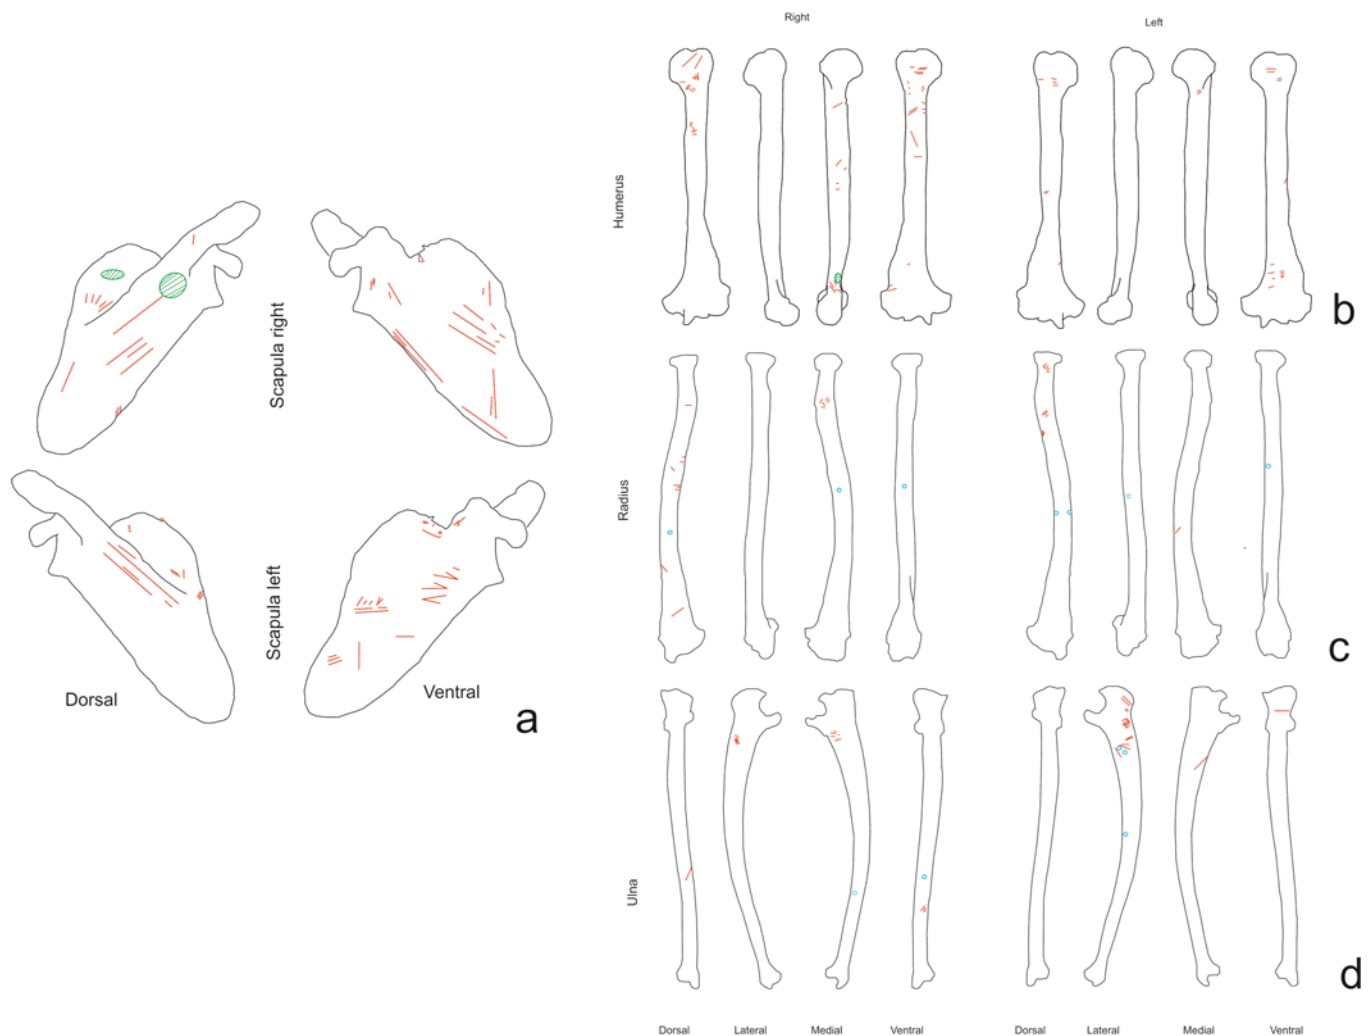 Right
Left
Humerus
b
Scapula right
Radius
c
Scapula left
Dorsal
Ventral
a
Ulna
d
Dorsal Lateral Medial Ventral Dorsal Lateral Medial Ventral